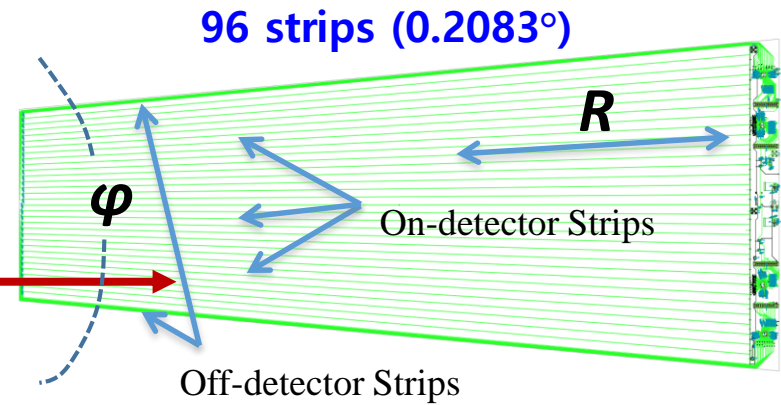 96 strips (0.2083°)
R
φ
On-detector Strips
Off-detector Strips